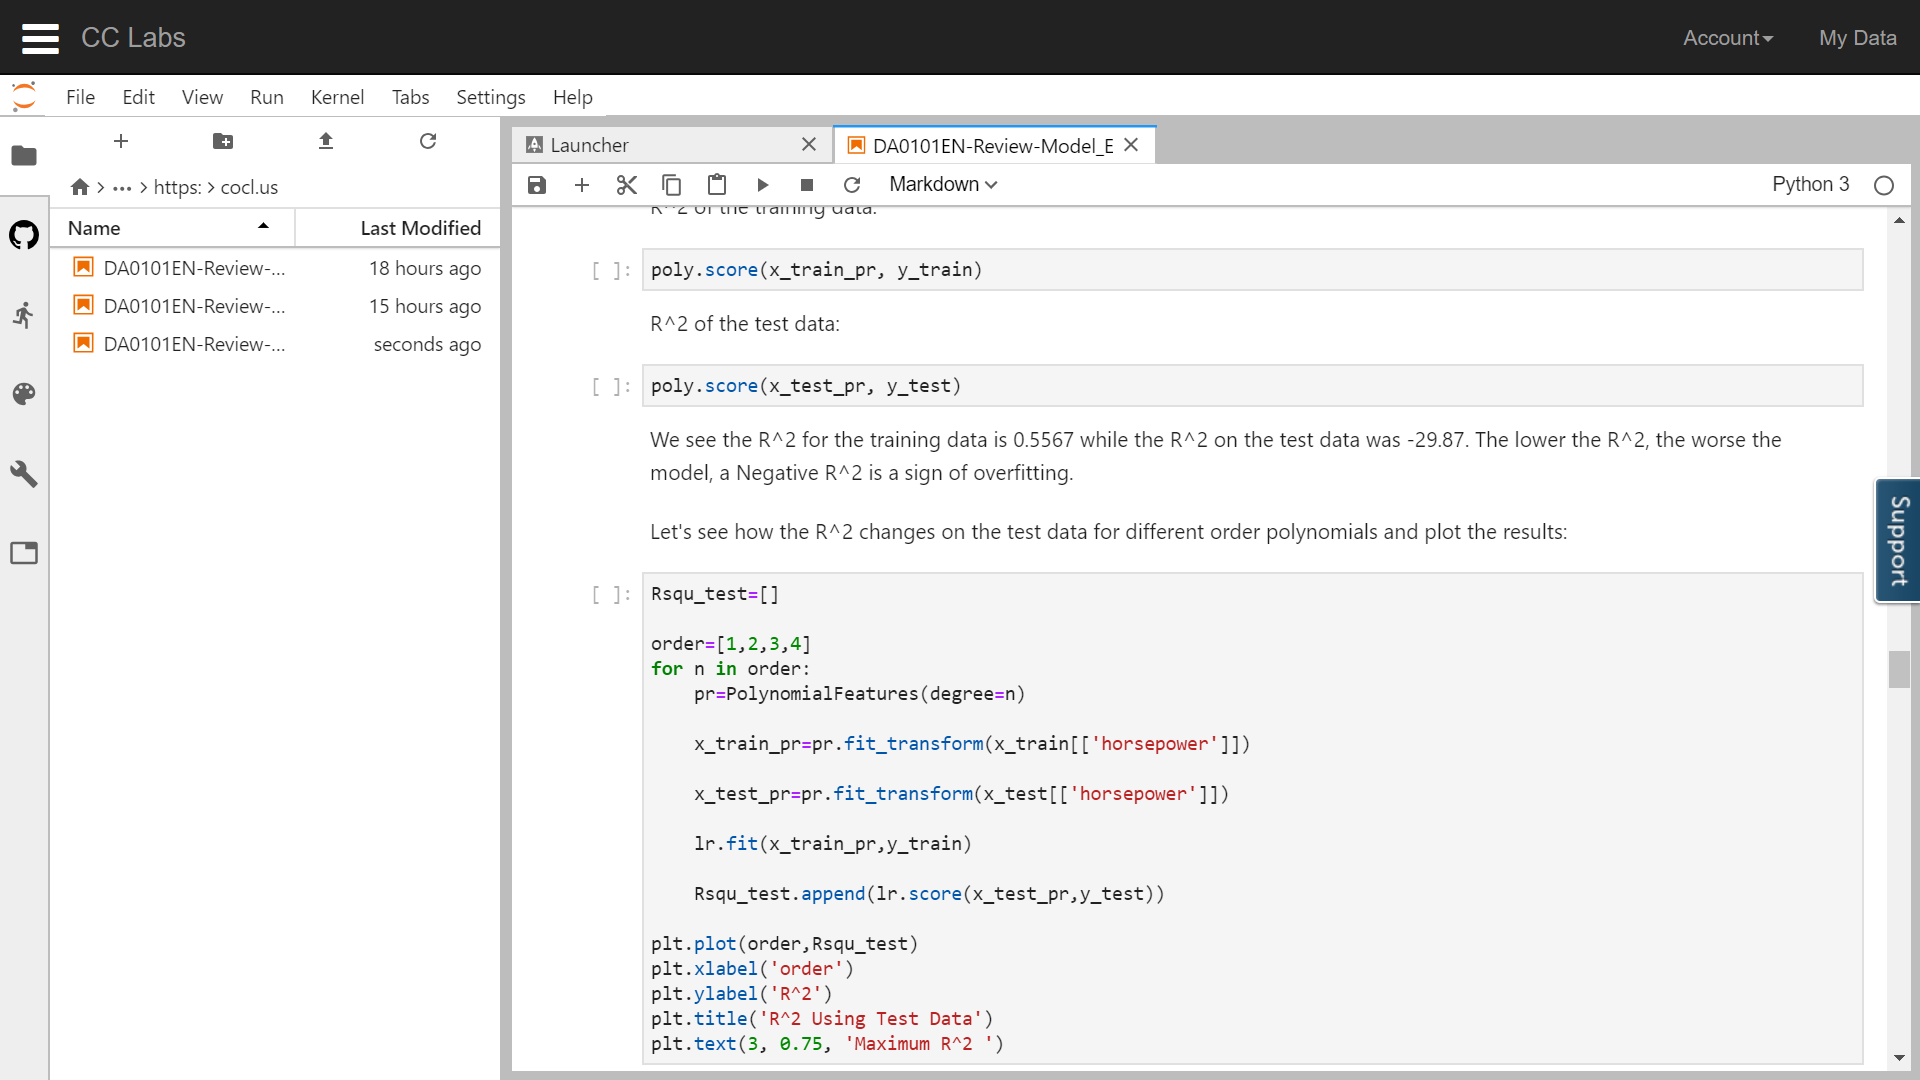 CC Labs
Account
My Data
File Edit View Run Kernel Tabs Settings Help
https: cocl.us
Name Last Modified
DA0101EN-Review-... 18 hours ago
DA0101EN-Review-... 15 hours ago
DA0101EN-Review-... seconds ago
Launcher
DA0101EN-Review-Model_E
Markdown
Python 3
R^2 of the training data:
[ ]: poly.score(x_train_pr, y_train)
R^2 of the test data:
[ ]: poly.score(x_test_pr, y_test)
We see the R^2 for the training data is 0.5567 while the R^2 on the test data was -29.87. The lower the R^2, the worse the
model, a Negative R^2 is a sign of overfitting.
Let's see how the R^2 changes on the test data for different order polynomials and plot the results:
[ ]: Rsqu_test=[]
order=[1,2,3,4]
for n in order:
    pr=PolynomialFeatures(degree=n)
    x_train_pr=pr.fit_transform(x_train[['horsepower']])
    x_test_pr=pr.fit_transform(x_test[['horsepower']])
    lr.fit(x_train_pr,y_train)
    Rsqu_test.append(lr.score(x_test_pr,y_test))
plt.plot(order,Rsqu_test)
plt.xlabel('order')
plt.ylabel('R^2')
plt.title('R^2 Using Test Data')
plt.text(3, 0.75, 'Maximum R^2 ')
Support